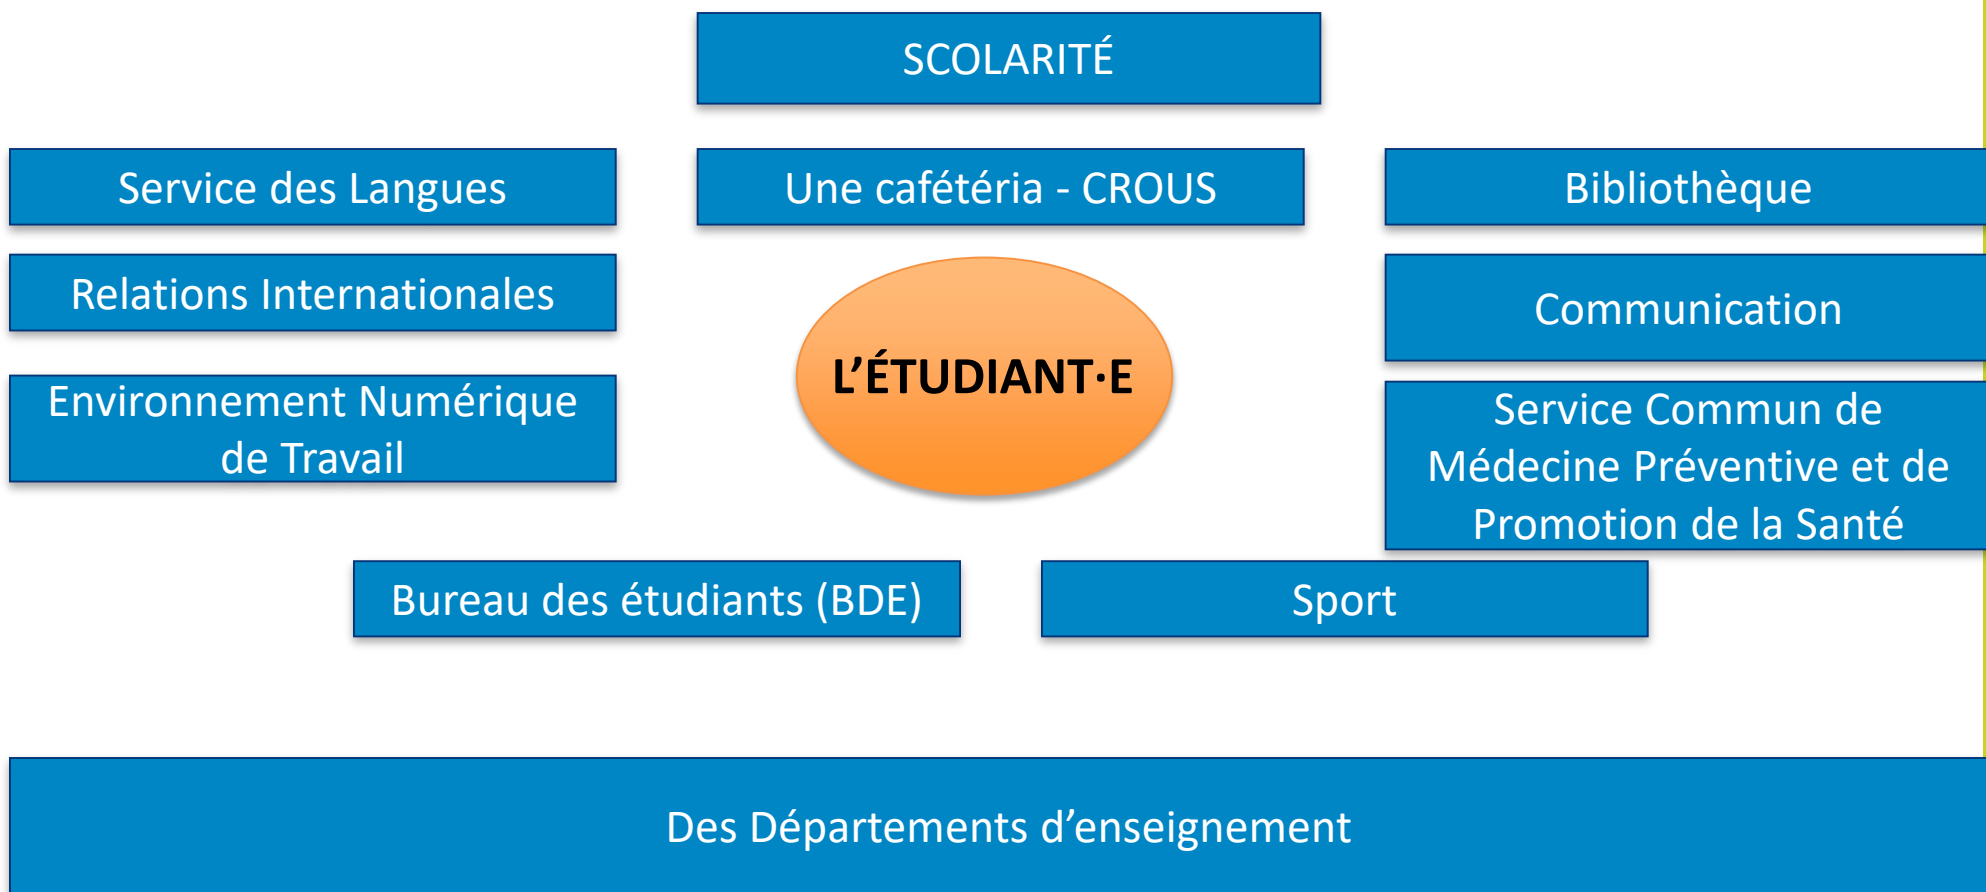 SCOLARITÉ
Service des Langues
Une cafétéria - CROUS
Bibliothèque
Relations Internationales
Communication
L’ÉTUDIANT·E
Environnement Numérique
de Travail
Service Commun de
Médecine Préventive et de
Promotion de la Santé
Bureau des étudiants (BDE)
Sport
Des Départements d’enseignement